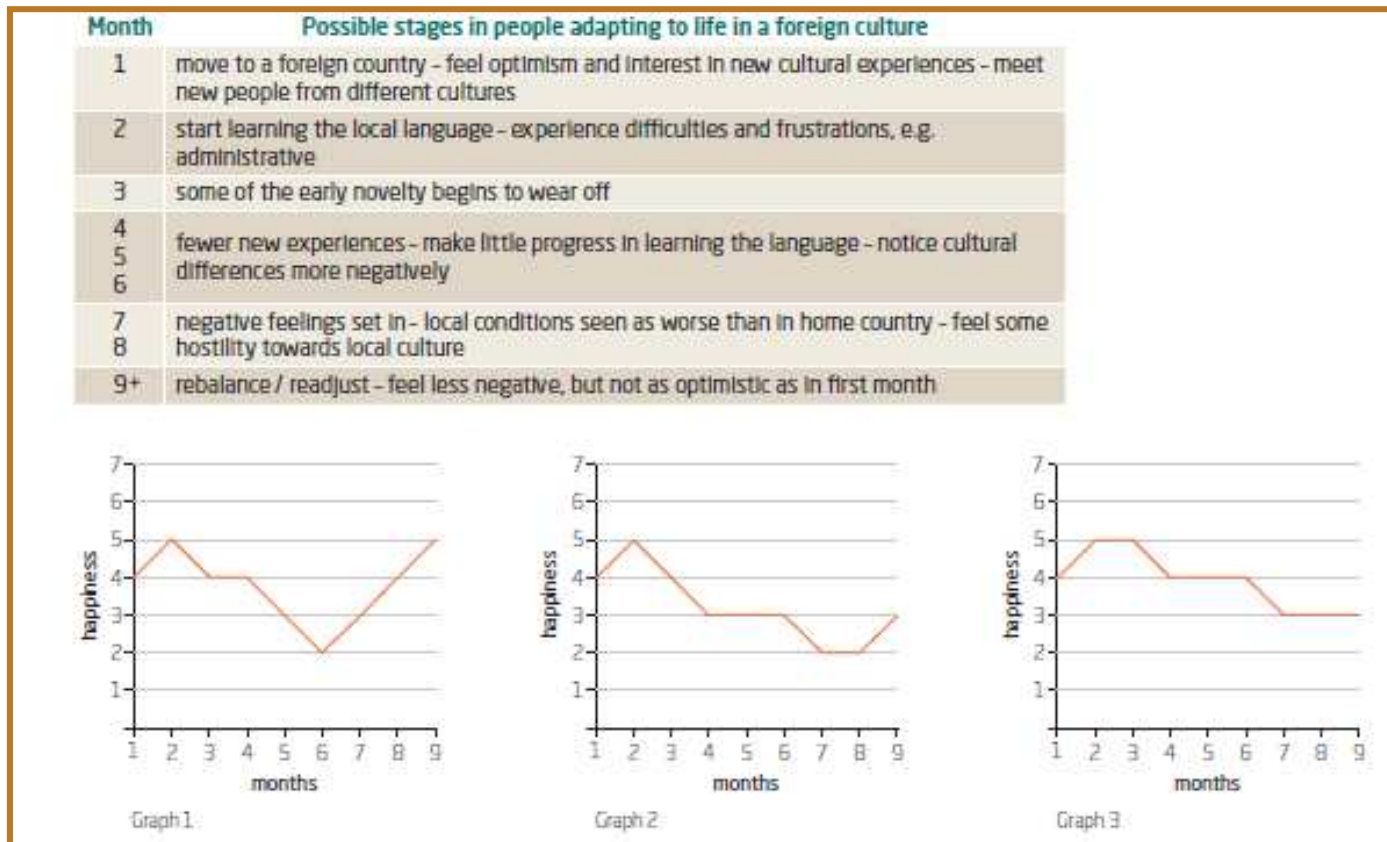 Month Possible stages in people adapting to life in a foreign culture
1 move to a foreign country - feel optimism and interest in new cultural experiences - meet
new people from different cultures
2 start learning the local language - experience difficulties and frustrations, e.g.
administrative
3 some of the early novelty begins to wear off
4
5
6
fewer new experiences - make little progress in learning the language - notice cultural
differences more negatively
7 negative feelings set in - local conditions seen as worse than in home country - feel some
8 hostility towards local culture
9+ rebalance / readjust - feel less negative, but not as optimistic as in first month
7
6
5
4
3
2
1
happiness
1 2 3 4 5 6 7 8 9
months
Graph 1
7
6
5
4
3
2
1
happiness
1 2 3 4 5 6 7 8 9
months
Graph 2
7
6
5
4
3
2
1
happiness
1 2 3 4 5 6 7 8 9
months
Graph 3